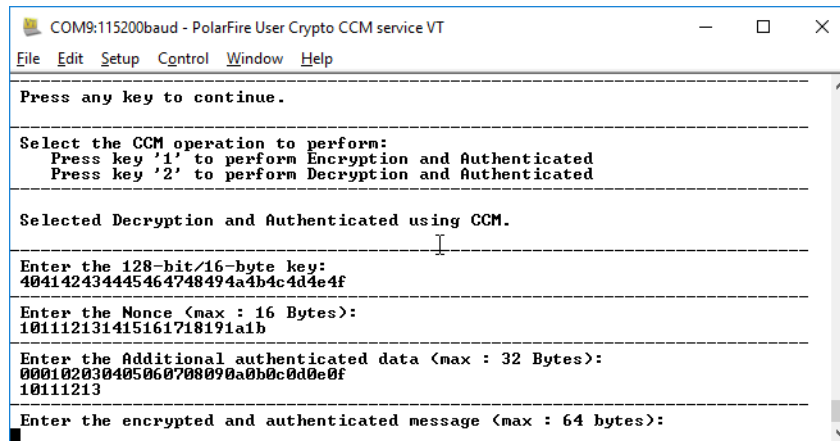 COM9:115200baud - PolarFire User Crypto CCM service VT
File Edit Setup Control Window Help
Press any key to continue.
Select the CCM operation to perform:
Press key '1' to perform Encryption and Authenticated
Press key '2' to perform Decryption and Authenticated
Selected Decryption and Authenticated using CCM.
Enter the 128-bit/16-byte key:
404142434445464748494a4b4c4d4e4f
Enter the Nonce (max : 16 Bytes):
101112131415161718191a1b
Enter the Additional authenticated data (max : 32 Bytes):
000102030405060708090a0b0c0d0e0f
10111213
Enter the encrypted and authenticated message (max : 64 bytes):